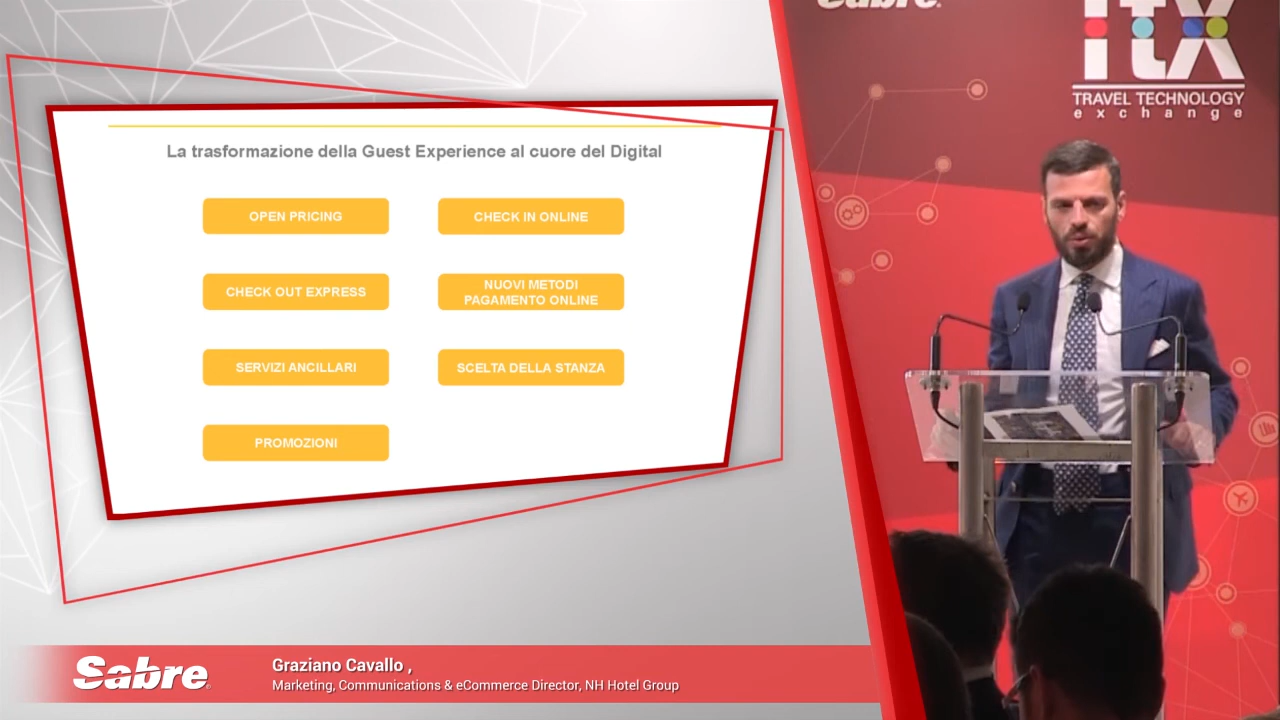 La trasformazione della Guest Experience al cuore del Digital
OPEN PRICING
CHECK IN ONLINE
CHECK OUT EXPRESS
NUOVI METODI
PAGAMENTO ONLINE
SERVIZI ANCILLARI
SCELTA DELLA STANZA
PROMOZIONI
Sabre
itx
TRAVEL TECHNOLOGY
exchange
Sabre
Graziano Cavallo ,
Marketing, Communications & eCommerce Director, NH Hotel Group